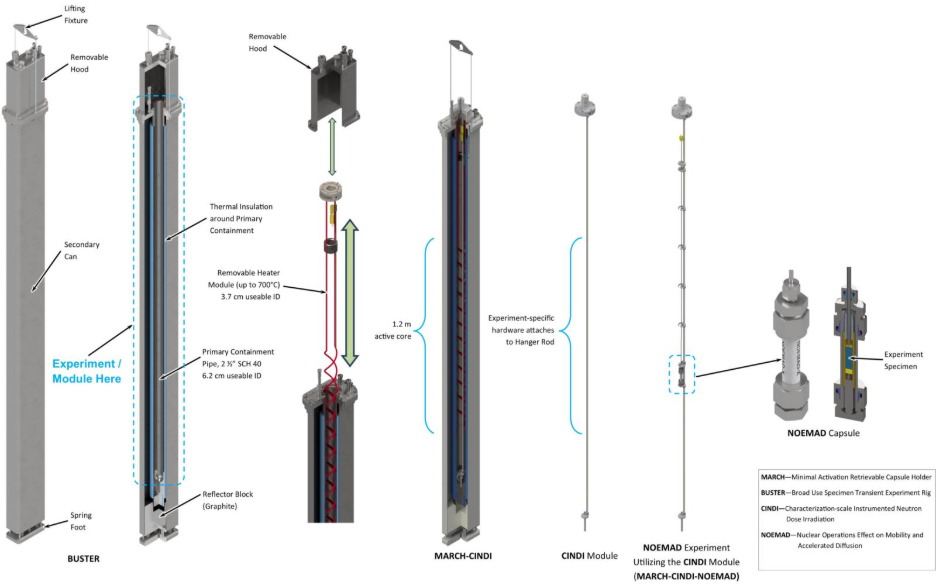 Lifting
Fixture
Removable
Hood
Secondary
Can
Spring
Foot
BUSTER
Experiment /
Module Here
Thermal Insulation
around Primary
Containment
Primary Containment
Pipe, 2 ½" SCH 40
6.2 cm useable ID
Reflector Block
(Graphite)
Removable
Hood
Removable Heater
Module (up to 700°C)
3.7 cm useable ID
1.2 m
active core
MARCH-CINDI
Experiment-specific
hardware attaches
to Hanger Rod
CINDI Module
NOEMAD Experiment
Utilizing the CINDI Module
(MARCH-CINDI-NOEMAD)
Experiment
Specimen
NOEMAD Capsule
MARCH—Minimal Activation Retrievable Capsule Holder
BUSTER—Broad Use Specimen Transient Experiment Rig
CINDI—Characterization-scale Instrumented Neutron
Dose Irradiation
NOEMAD—Nuclear Operations Effect on Mobility and
Accelerated Diffusion